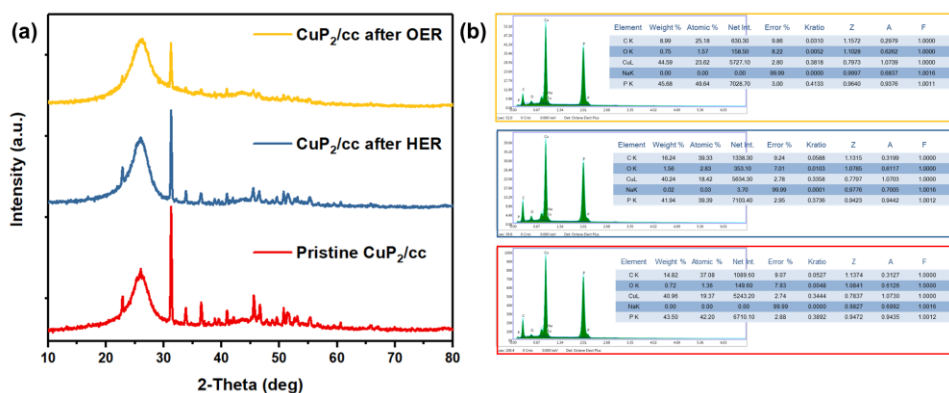 (a)
CuP2/cc after OER
CuP2/cc after HER
Pristine CuP2/cc
Intensity (a.u.)
10 20 30 40 50 60 70 80
2-Theta (deg)
(b)
Element Weight % Atomic % Net Int. Error % Kratio Z A F
C K 8.99 25.18 630.30 9.86 0.0310 1.1572 0.2979 1.0000
O K 0.75 1.57 158.50 8.22 0.0052 1.1028 0.6262 1.0000
CuL 44.59 23.62 5727.10 2.80 0.3818 0.7973 1.0739 1.0000
NaK 0.00 0.00 0.00 99.99 0.0000 0.9997 0.6837 1.0016
P K 45.68 49.64 7028.70 3.00 0.4133 0.9640 0.9376 1.0011
Element Weight % Atomic % Net Int. Error % Kratio Z A F
C K 16.24 39.33 1338.30 9.24 0.0588 1.1315 0.3199 1.0000
O K 1.56 2.83 353.10 7.01 0.0103 1.0785 0.6117 1.0000
CuL 40.24 18.42 5634.30 2.78 0.3358 0.7797 1.0703 1.0000
NaK 0.02 0.03 3.70 99.99 0.0001 0.9776 0.7005 1.0016
P K 41.94 39.39 7103.40 2.95 0.3736 0.9423 0.9442 1.0012
Element Weight % Atomic % Net Int. Error % Kratio Z A F
C K 14.82 37.08 1089.50 9.07 0.0527 1.1374 0.3127 1.0000
O K 0.72 1.36 149.60 7.93 0.0048 1.0841 0.6128 1.0000
CuL 40.96 19.37 5243.20 2.74 0.3444 0.7837 1.0730 1.0000
NaK 0.00 0.00 0.00 99.99 0.0000 0.9827 0.6982 1.0016
P K 43.50 42.20 6710.10 2.88 0.3892 0.9472 0.9435 1.0012